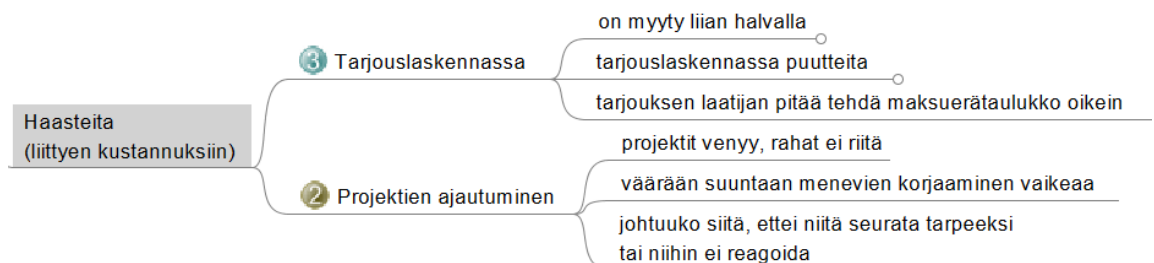 Haasteita
(liittyen kustannuksiin)
3 Tarjouslaskennassa
on myyty liian halvalla
tarjouslaskennassa puutteita
tarjouksen laatijan pitää tehdä maksuerätaulukko oikein
2 Projektien ajautuminen
projektit venyy, rahat ei riitä
väärään suuntaan menevien korjaaminen vaikeaa
johtuuko siitä, ettei niitä seurata tarpeeksi
tai niihin ei reagoida